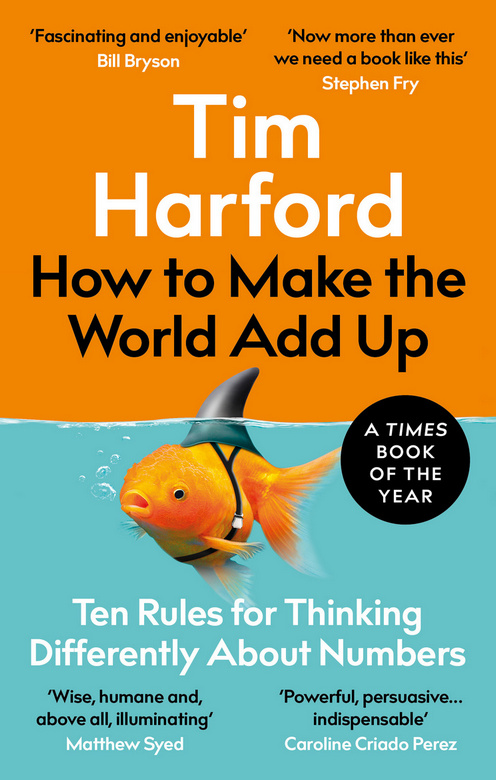 ‘Fascinating and enjoyable’
Bill Bryson
‘Now more than ever
we need a book like this’
Stephen Fry
Tim
Harford
How to Make the
World Add Up
A TIMES
BOOK
OF THE
YEAR
Ten Rules for Thinking
Differently About Numbers
‘Wise, humane and,
above all, illuminating’
Matthew Syed
‘Powerful, persuasive...
indispensable’
Caroline Criado Perez